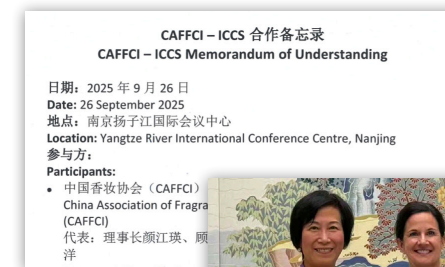 CAFFCI – ICCS 合作备忘录
CAFFCI – ICCS Memorandum of Understanding
日期：2025 年 9 月 26 日
Date: 26 September 2025
地点：南京扬子江国际会议中心
Location: Yangtze River International Conference Centre, Nanjing
参与方：
Participants:
• 中国香妆协会（CAFFCI）
China Association of Fragra
(CAFFCI)
代表：理事长颜江瑛、顾
洋